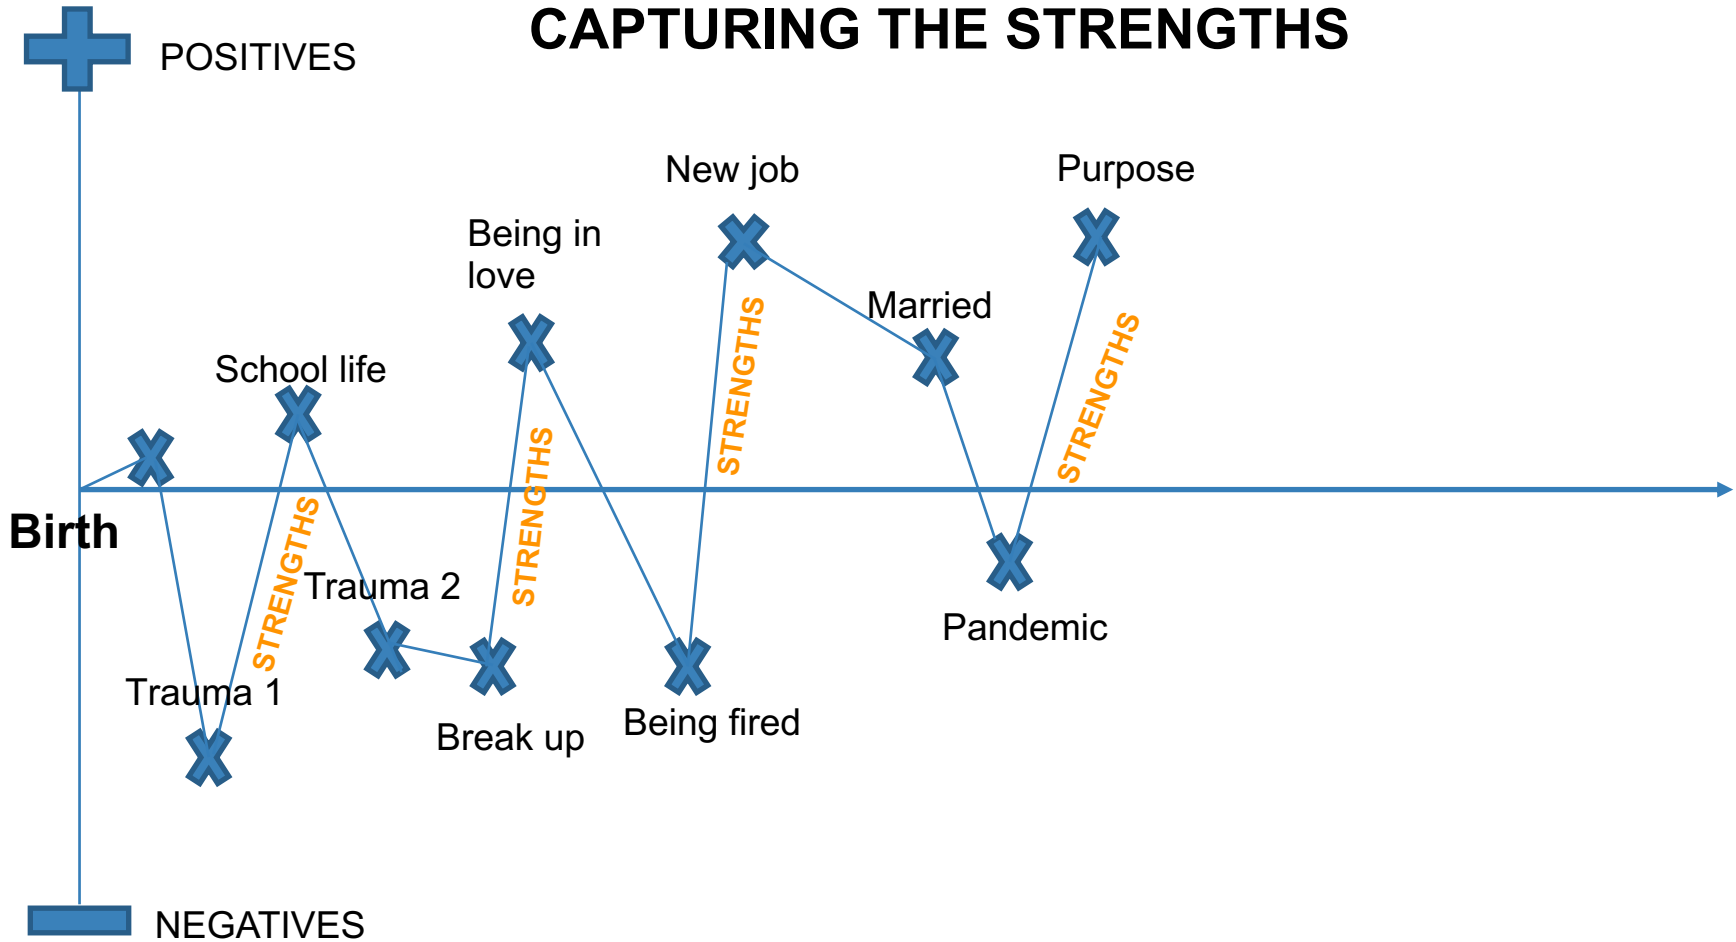 CAPTURING THE STRENGTHS
POSITIVES
New job
Purpose
Being in
love
Married
School life
STRENGTHS
STRENGTHS
STRENGTHS
STRENGTHS
Birth
Trauma 2
Pandemic
Trauma 1
Break up
Being fired
NEGATIVES